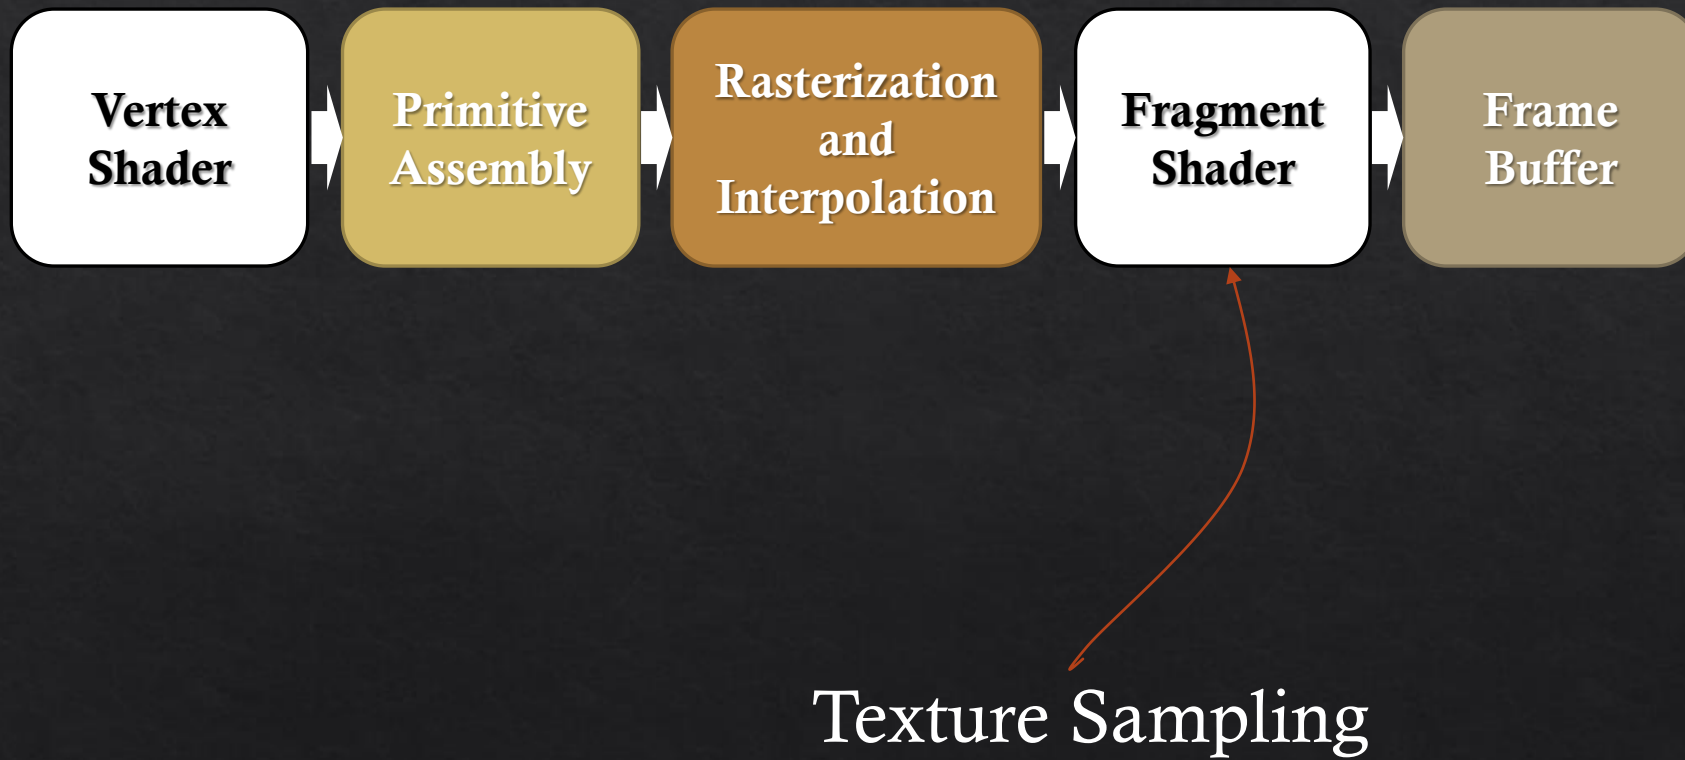 Vertex
Shader
Primitive
Assembly
Rasterization
and
Interpolation
Fragment
Shader
Frame
Buffer
Texture Sampling